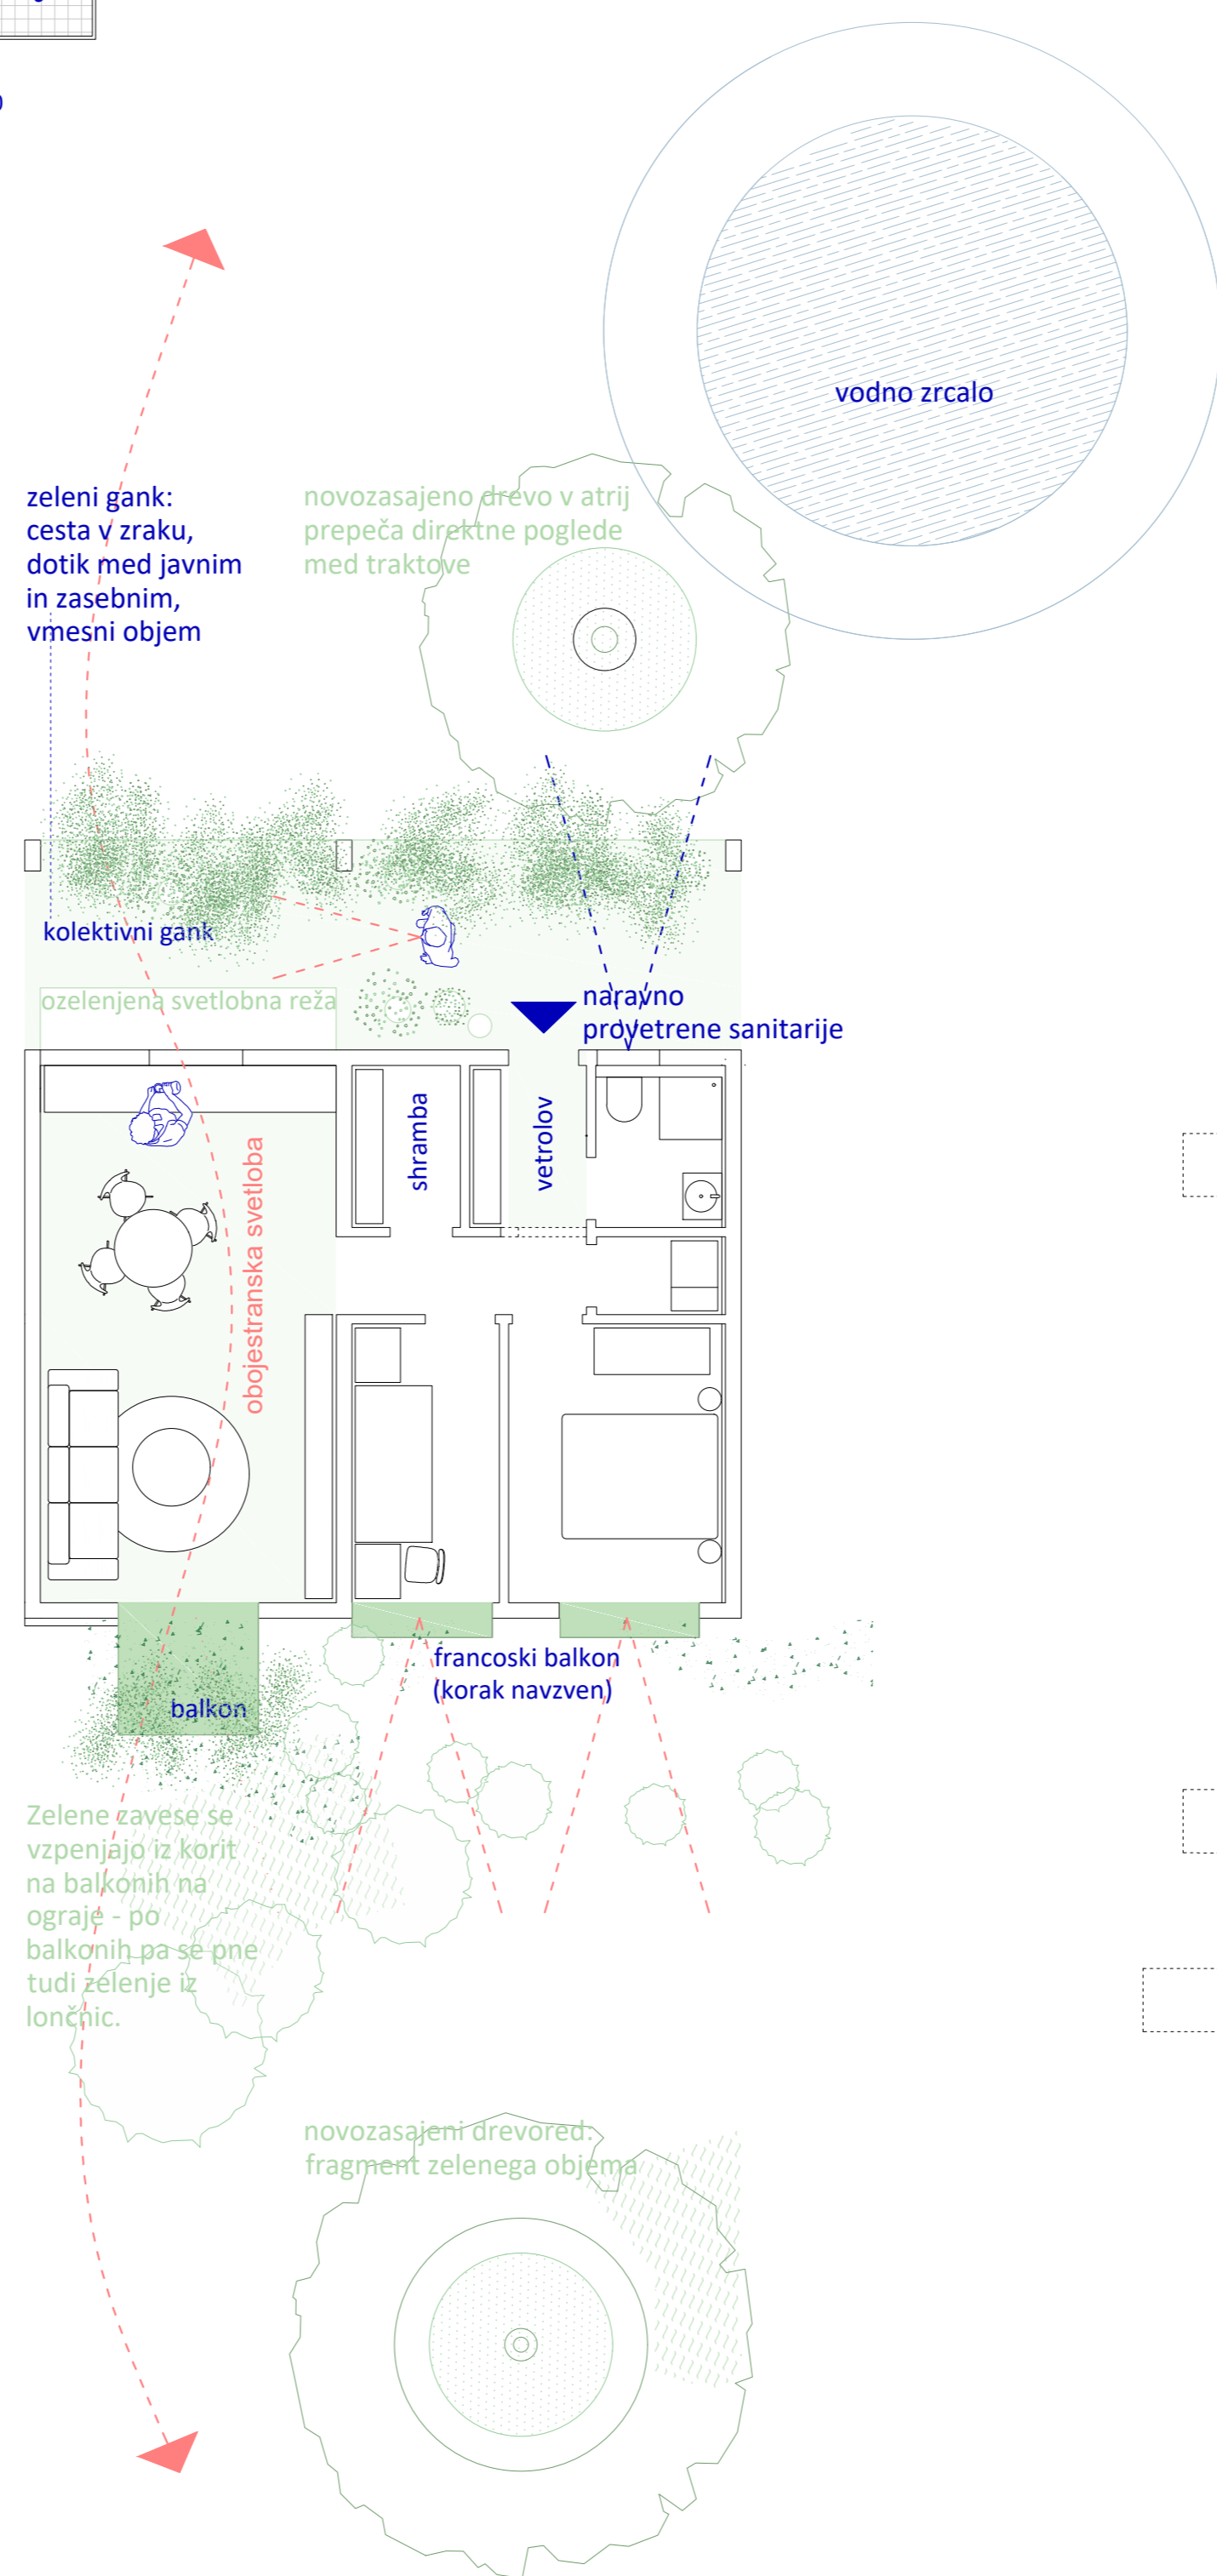 vodno zrcalo
zeleni gank:
cesta v zraku,
dotik med javnim
in zasebnim,
vmesni objem
novozasajeno drevo v atrij
prepeča direktne poglede
med traktove
kolektivni gank
ozelenjena svetlobna reža
naravno
provetrene sanitarije
shramba
vetrolov
obojestranska svetloba
francoski balkon
(korak navzven)
balkon
Zelene zavese se
vzpenjajo iz korit
na balkonih na
ograje - po
balkonih pa se pne
tudi zelenje iz
lončnic.
novozasajeni drevored:
fragment zelenega objema